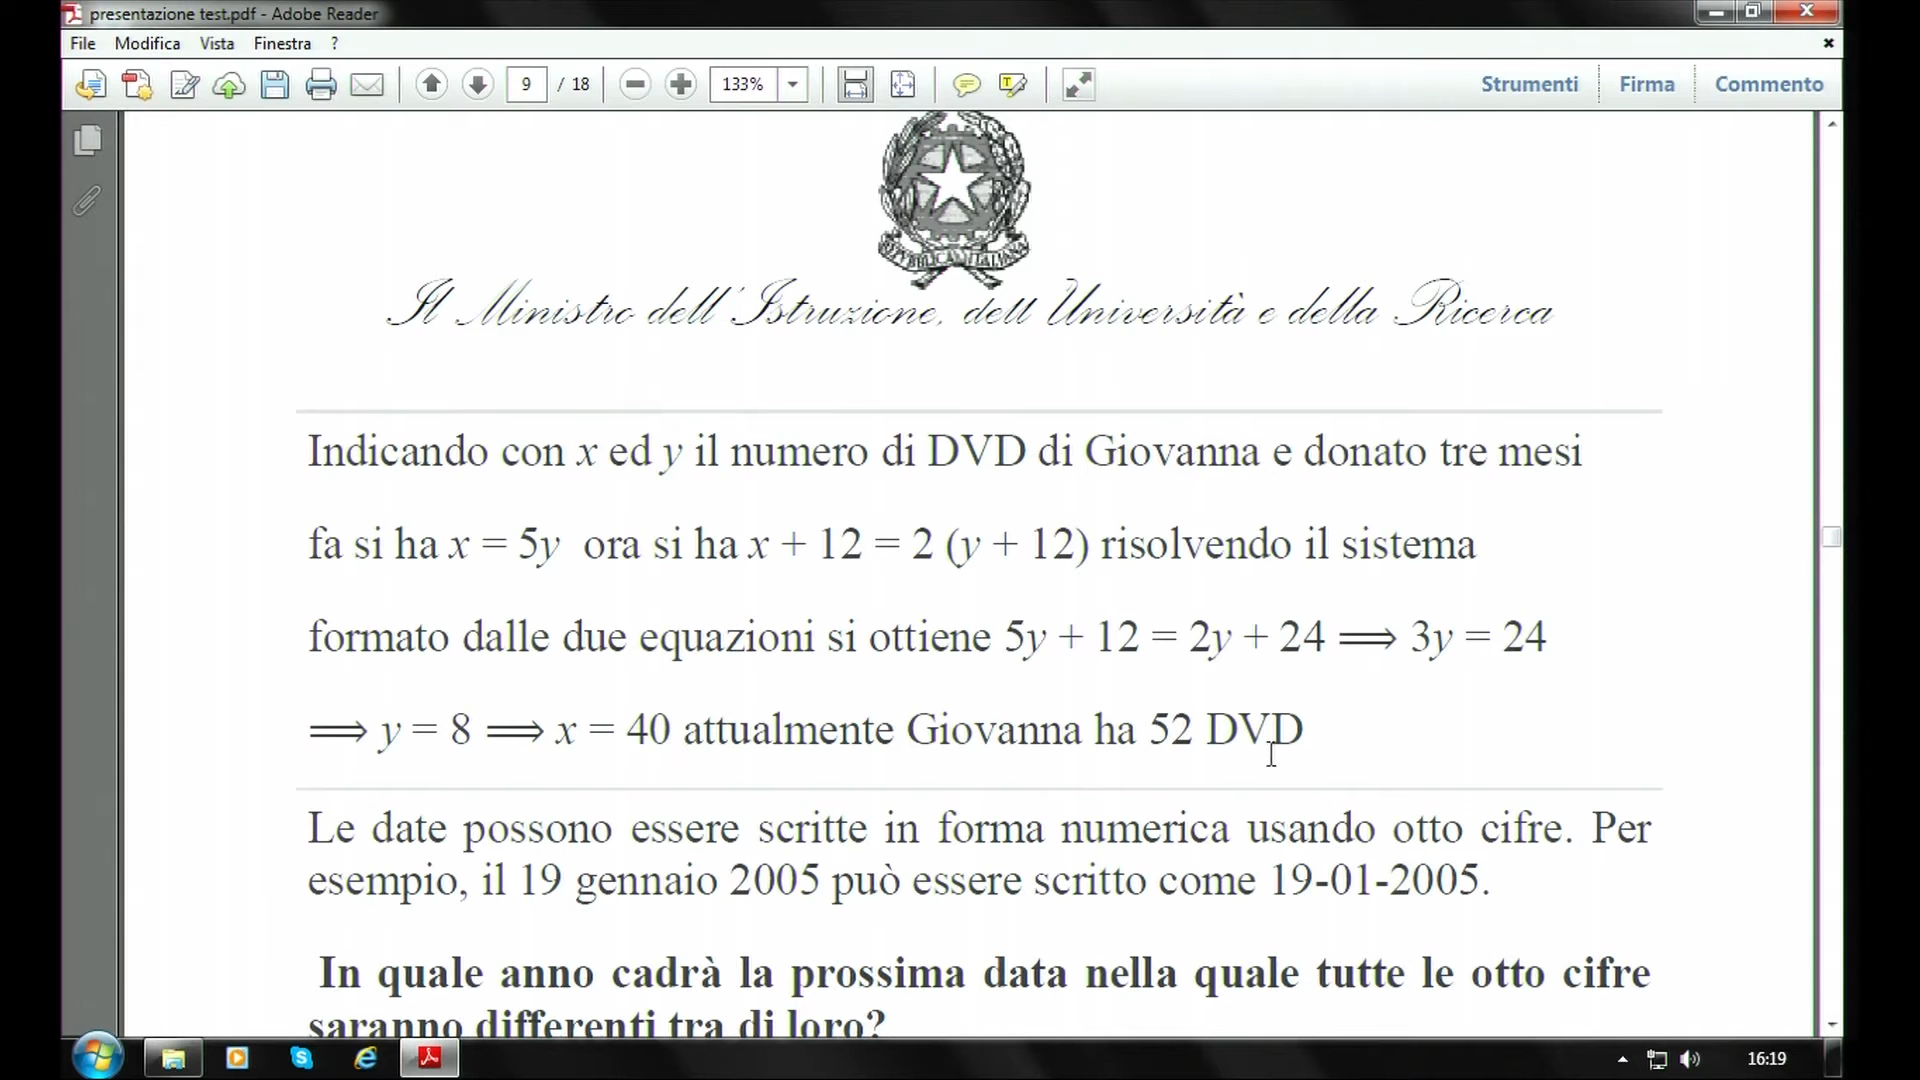 presentazione test.pdf - Adobe Reader
File Modifica Vista Finestra ?
9 / 18 133% Strumenti Firma Commento
REPVBBLICA ITALIANA
Il Ministro dell'Istruzione, dell Università e della Ricerca
Indicando con x ed y il numero di DVD di Giovanna e donato tre mesi
fa si ha x = 5y ora si ha x + 12 = 2 (y + 12) risolvendo il sistema
formato dalle due equazioni si ottiene 5y + 12 = 2y + 24 ⟹ 3y = 24
⟹ y = 8 ⟹ x = 40 attualmente Giovanna ha 52 DVD
Le date possono essere scritte in forma numerica usando otto cifre. Per
esempio, il 19 gennaio 2005 può essere scritto come 19-01-2005.
In quale anno cadrà la prossima data nella quale tutte le otto cifre
saranno differenti tra di loro?
16:19